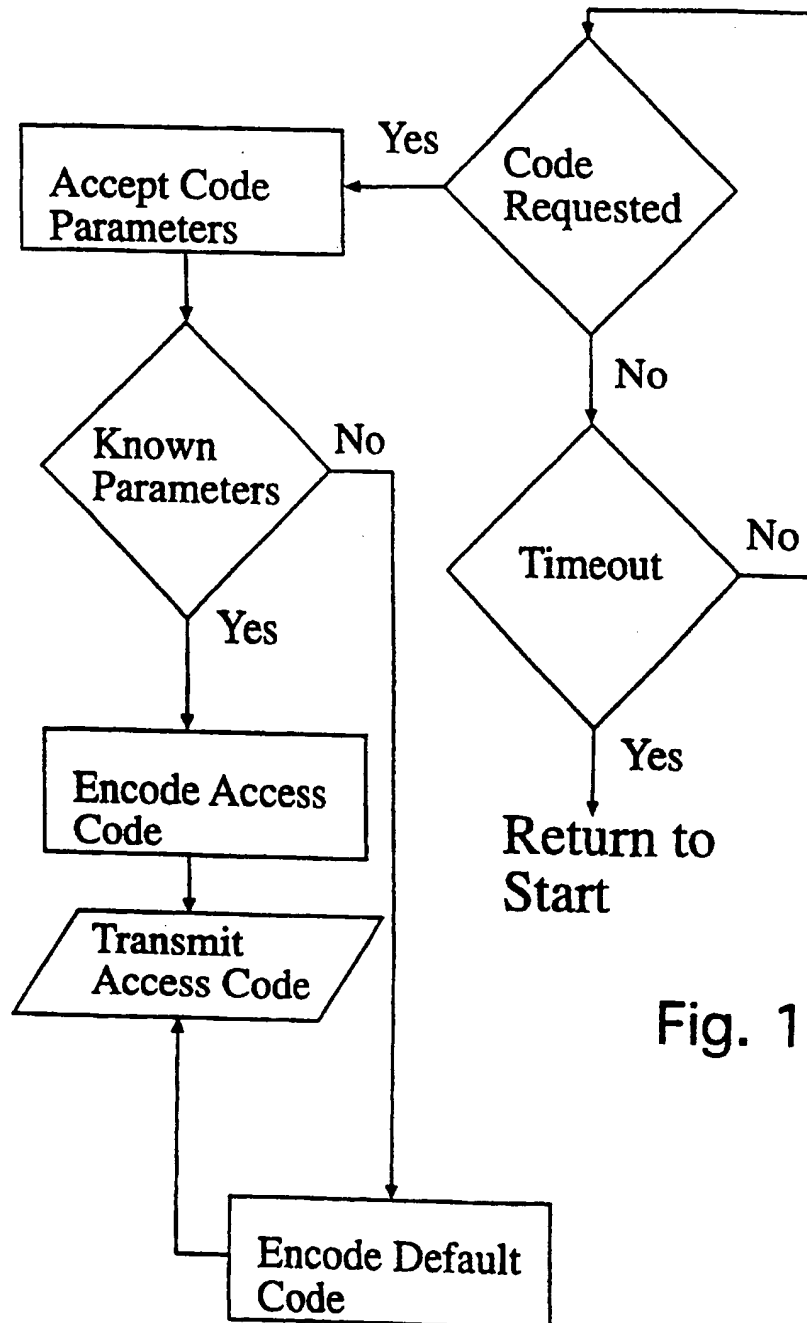 Yes
Code
Requested
Accept Code
Parameters
No
Known
Parameters
No
Timeout
No
Yes
Yes
Encode Access
Code
Return to
Start
Transmit
Access Code
Fig. 1
Encode Default
Code